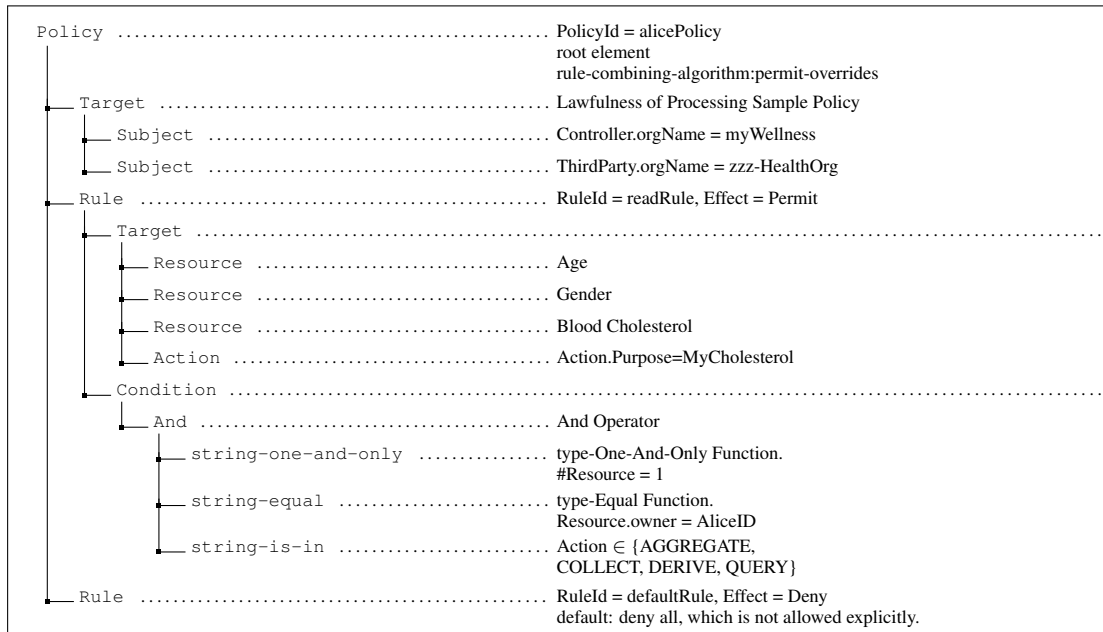 Policy ................ PolicyId = alicePolicy
root element
rule-combining-algorithm:permit-overrides
Target ................ Lawfulness of Processing Sample Policy
Subject ................ Controller.orgName = myWellness
Subject ................ ThirdParty.orgName = zzz-HealthOrg
Rule ................ RuleId = readRule, Effect = Permit
Target ................
Resource ................ Age
Resource ................ Gender
Resource ................ Blood Cholesterol
Action ................ Action.Purpose=MyCholesterol
Condition ................
And ................ And Operator
string-one-and-only ................ type-One-And-Only Function.
#Resource = 1
string-equal ................ type-Equal Function.
Resource.owner = AliceID
string-is-in ................ Action ∈ {AGGREGATE,
COLLECT, DERIVE, QUERY}
Rule ................ RuleId = defaultRule, Effect = Deny
default: deny all, which is not allowed explicitly.